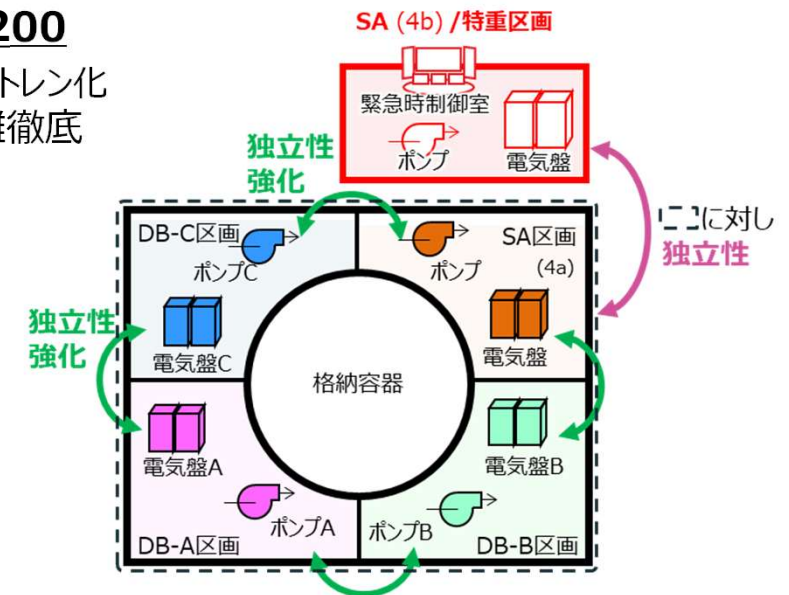 200
トレン化
徹底
SA (4b) /特重区画
緊急時制御室
ポンプ
電気盤
独立性
強化
に対し
独立性
DB-C区画
ポンプC
電気盤C
ポンプ
SA区画
(4a)
電気盤
独立性
強化
格納容器
電気盤A
ポンプA
DB-A区画
電気盤B
ポンプB
DB-B区画